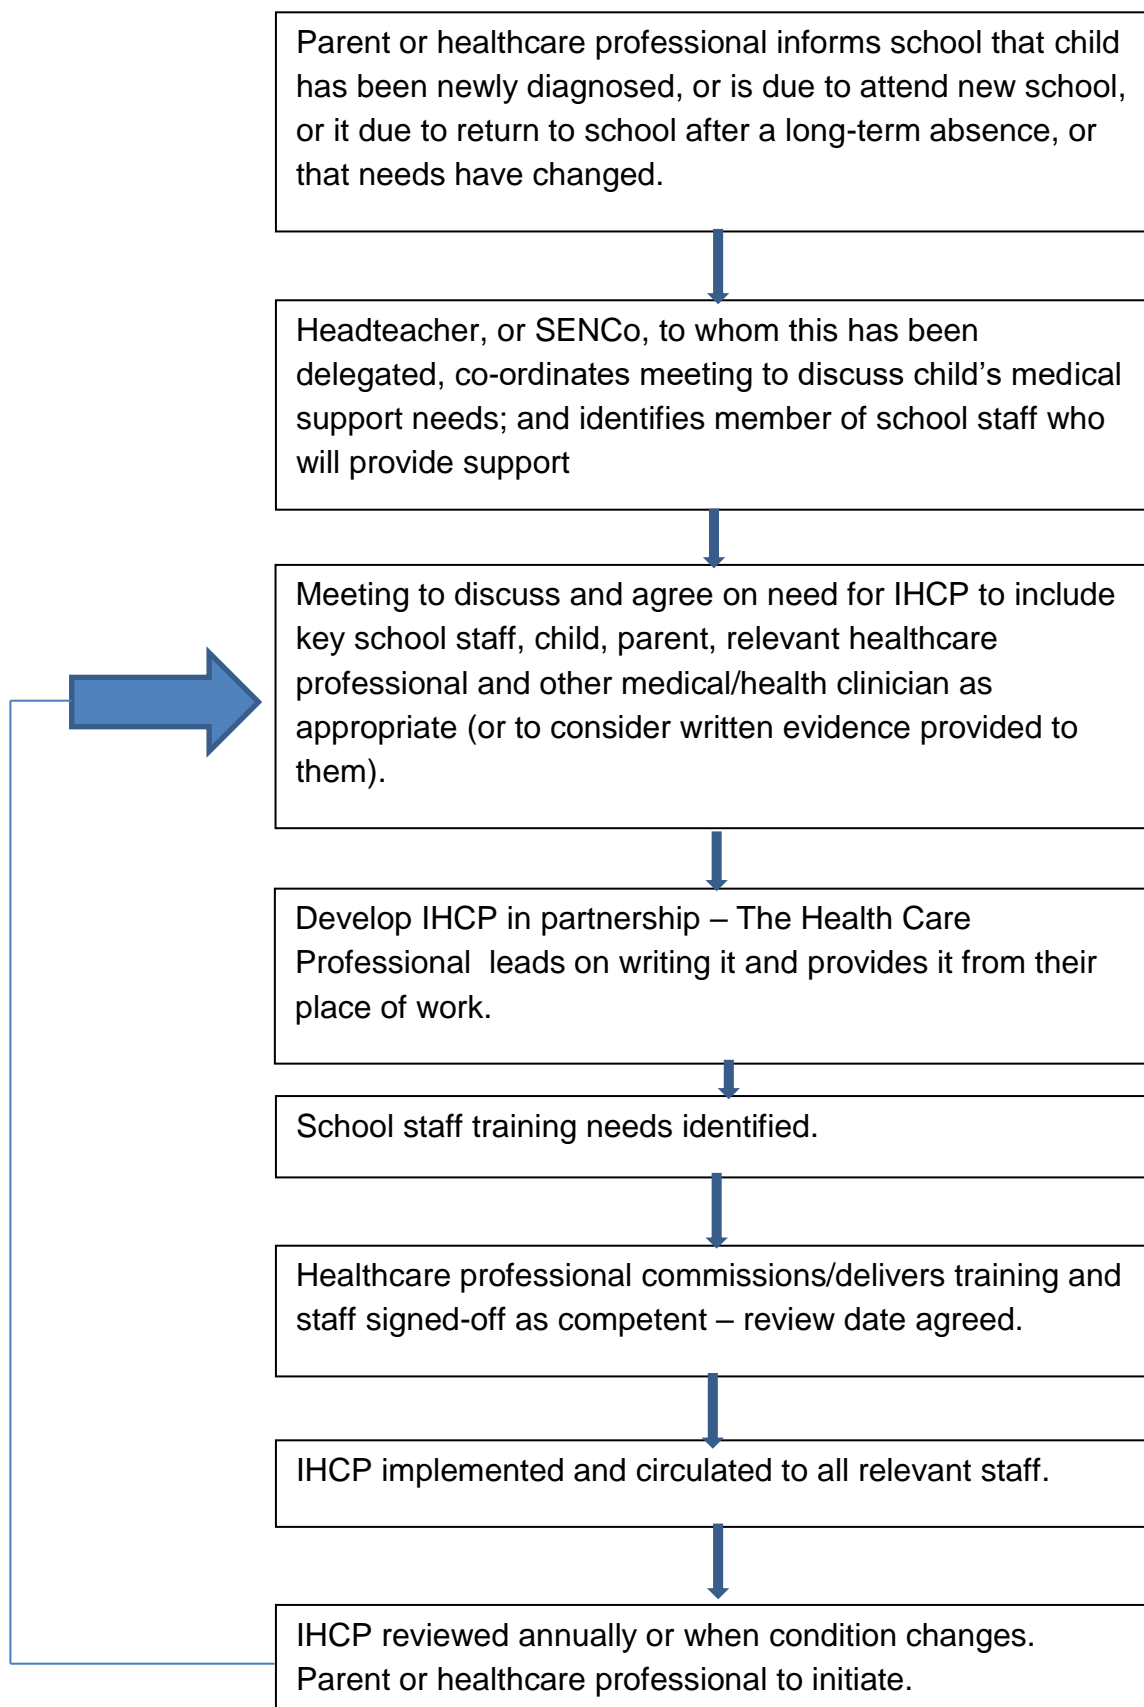 Parent or healthcare professional informs school that child
has been newly diagnosed, or is due to attend new school,
or it due to return to school after a long-term absence, or
that needs have changed.
Headteacher, or SENCo, to whom this has been
delegated, co-ordinates meeting to discuss child’s medical
support needs; and identifies member of school staff who
will provide support
Meeting to discuss and agree on need for IHCP to include
key school staff, child, parent, relevant healthcare
professional and other medical/health clinician as
appropriate (or to consider written evidence provided to
them).
Develop IHCP in partnership – The Health Care
Professional  leads on writing it and provides it from their
place of work.
School staff training needs identified.
Healthcare professional commissions/delivers training and
staff signed-off as competent – review date agreed.
IHCP implemented and circulated to all relevant staff.
IHCP reviewed annually or when condition changes.
Parent or healthcare professional to initiate.